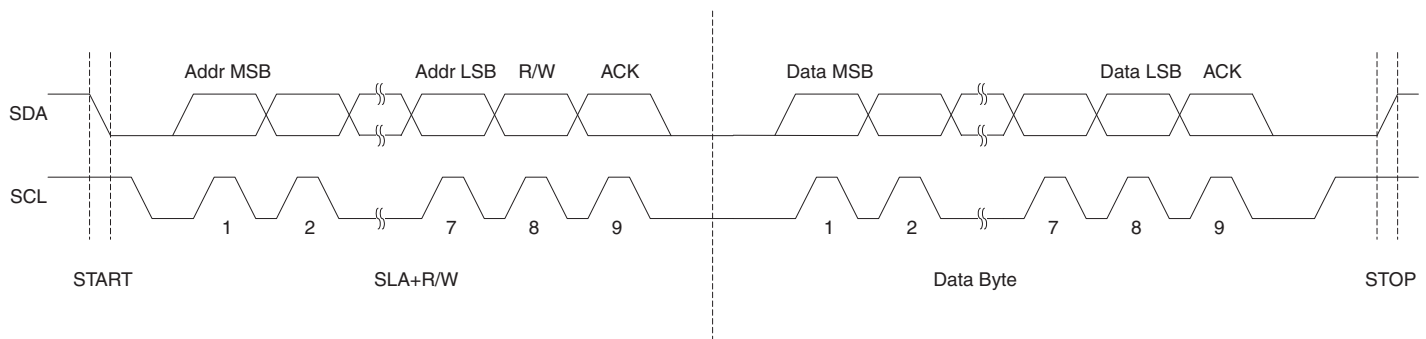 Addr MSB Addr LSB R/W ACK Data MSB Data LSB ACK
SDA
SCL
1 2 7 8 9 1 2 7 8 9
START SLA+R/W Data Byte STOP